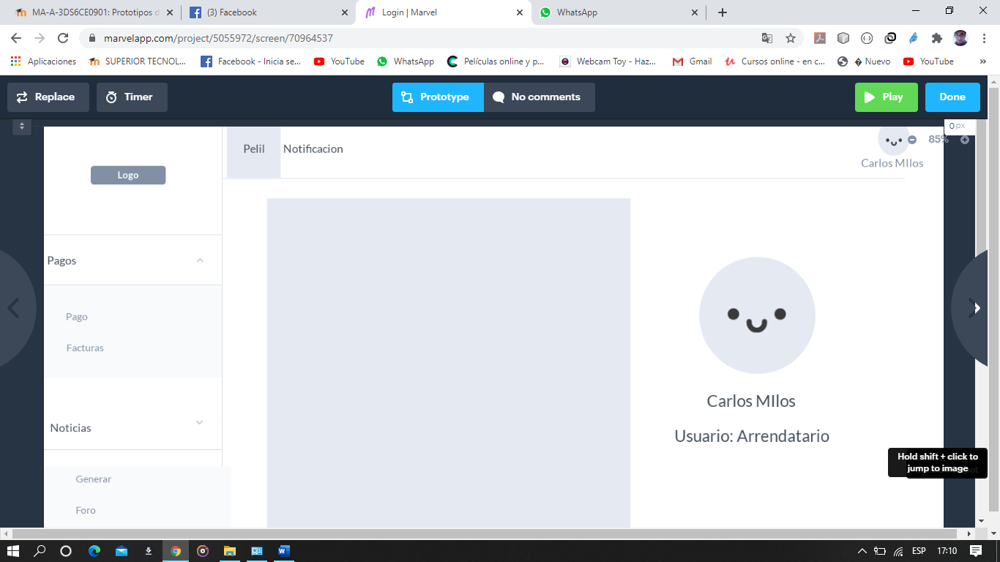 MA-A-3DS6CE0901: Prototipos d
(3) Facebook
Login | Marvel
WhatsApp
marvelapp.com/project/5055972/screen/70964537
Aplicaciones
SUPERIOR TECNOL...
Facebook - Inicia se...
YouTube
WhatsApp
Películas online y p...
Webcam Toy - Haz...
Gmail
Cursos online - en c...
� Nuevo
YouTube
»
Replace
Timer
Prototype
No comments
Play
Done
0 px
85%
Logo
Pelil
Notificacion
Carlos MIlos
Pagos
Pago
Facturas
Noticias
Generar
Foro
Carlos MIlos
Usuario: Arrendatario
Hold shift + click to
jump to image
ESP
17:10